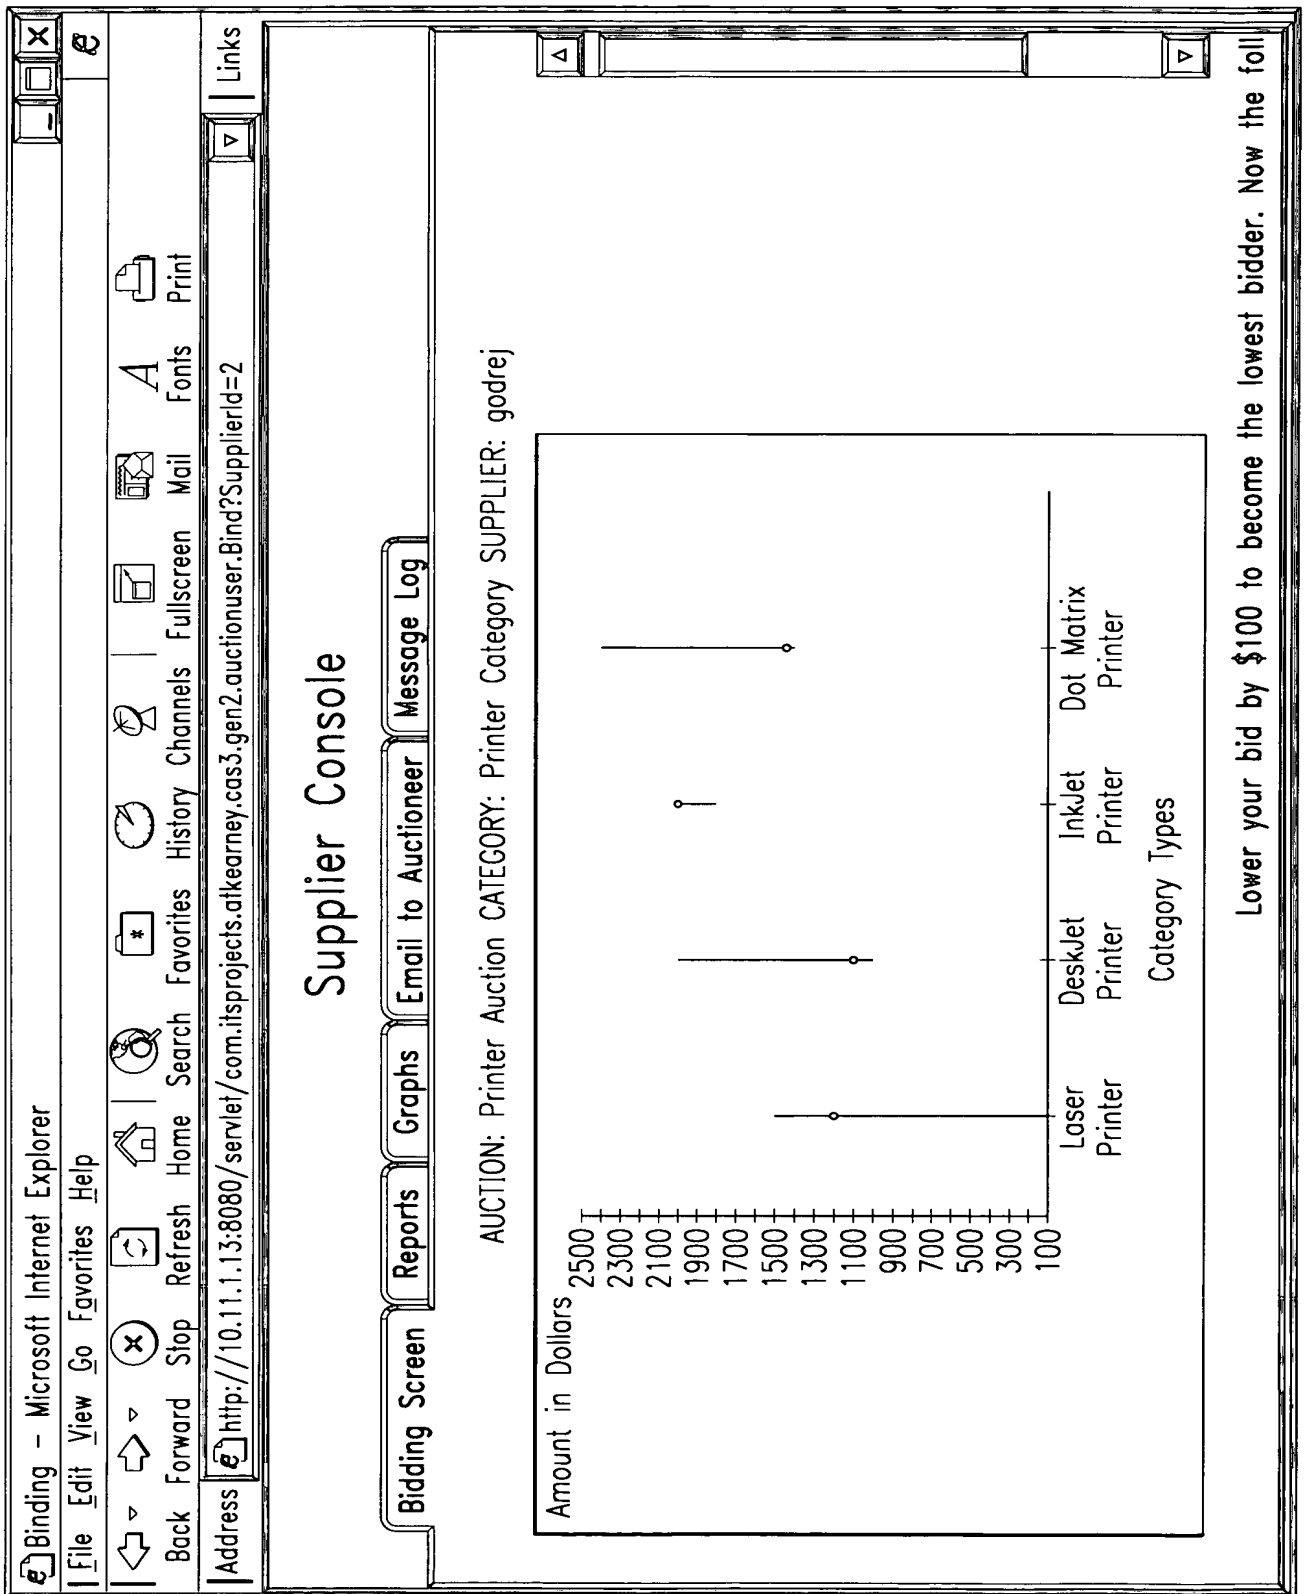 Binding – Microsoft Internet Explorer
File Edit View Go Favorites Help
Back Forward Stop Refresh Home Search Favorites History Channels Fullscreen Mail Fonts Print
Address http://10.11.1.13:8080/servlet/com.itsprojects.atkearney.cas3.gen2.auctionuser.Bind?SupplierId=2 Links
Supplier Console
Bidding Screen Reports Graphs Email to Auctioneer Message Log
AUCTION: Printer Auction CATEGORY: Printer Category SUPPLIER: godrej
Amount in Dollars
2500
2300
2100
1900
1700
1500
1300
1100
900
700
500
300
100
Laser Printer
DeskJet Printer
InkJet Printer
Dot Matrix Printer
Category Types
Lower your bid by $100 to become the lowest bidder. Now the foll